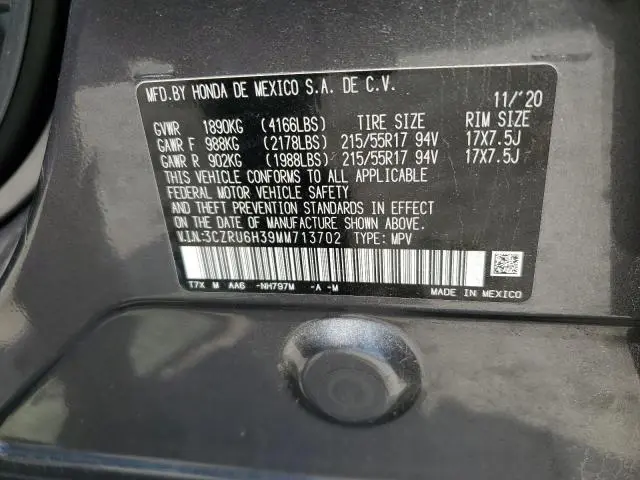 MFD.BY HONDA DE MEXICO S.A. DE C.V.
11/'20
GVWR 1890KG (4166LBS) TIRE SIZE RIM SIZE
GAWR F 988KG (2178LBS) 215/55R17 94V 17X7.5J
GAWR R 902KG (1988LBS) 215/55R17 94V 17X7.5J
THIS VEHICLE CONFORMS TO ALL APPLICABLE
FEDERAL MOTOR VEHICLE SAFETY
AND THEFT PREVENTION STANDARDS IN EFFECT
ON THE DATE OF MANUFACTURE SHOWN ABOVE.
V.I.N.:3CZRU6H39MM713702 TYPE: MPV
T7X M AA6 -NH797M -A -M MADE IN MEXICO